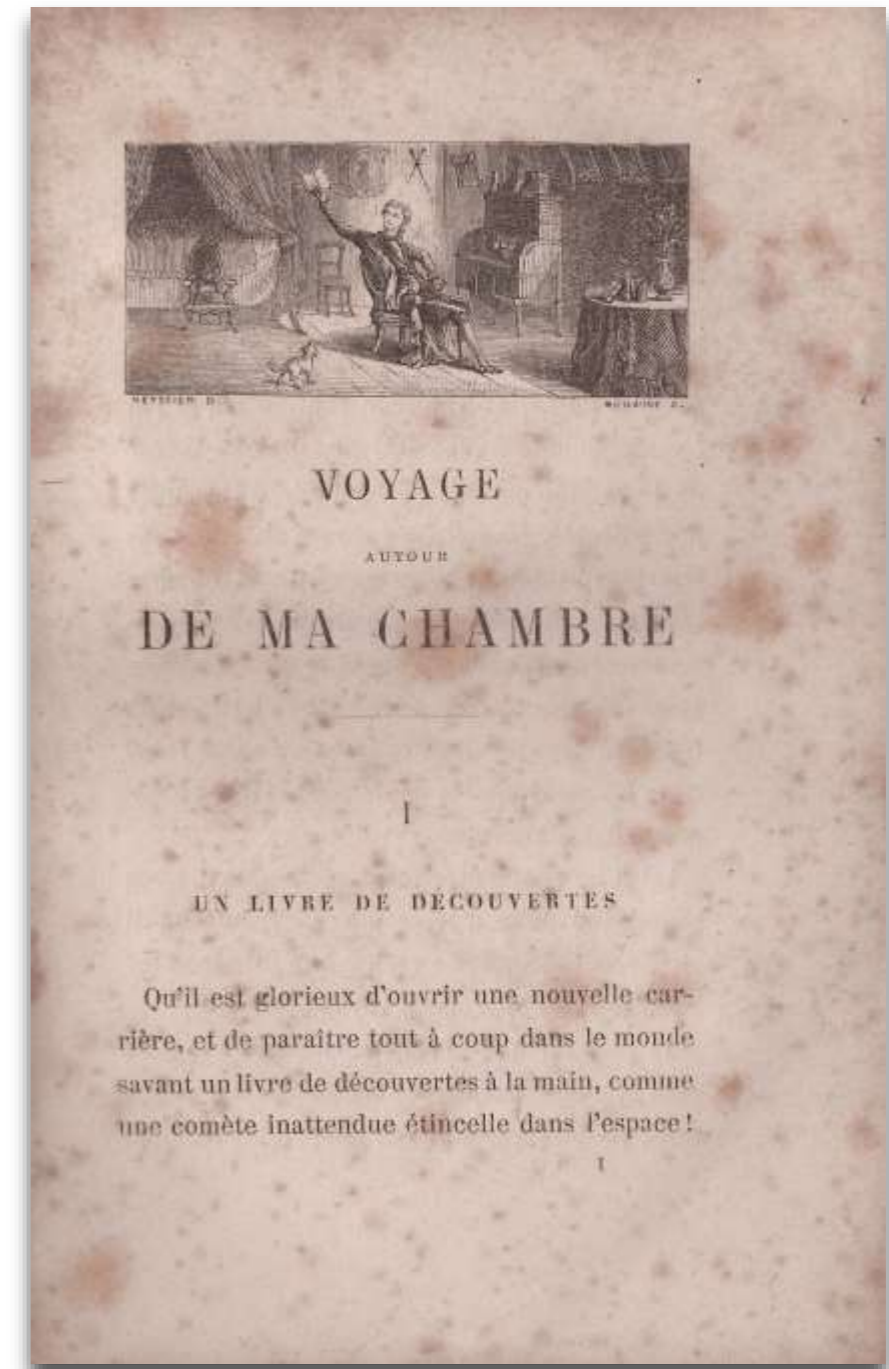 VOYAGE
AUTOUR
DE MA CHAMBRE
I
UN LIVRE DE DÉCOUVERTES
Qu'il est glorieux d'ouvrir une nouvelle car-
rière, et de paraître tout à coup dans le monde
savant un livre de découvertes à la main, comme
une comète inattendue étincelle dans l'espace!
1